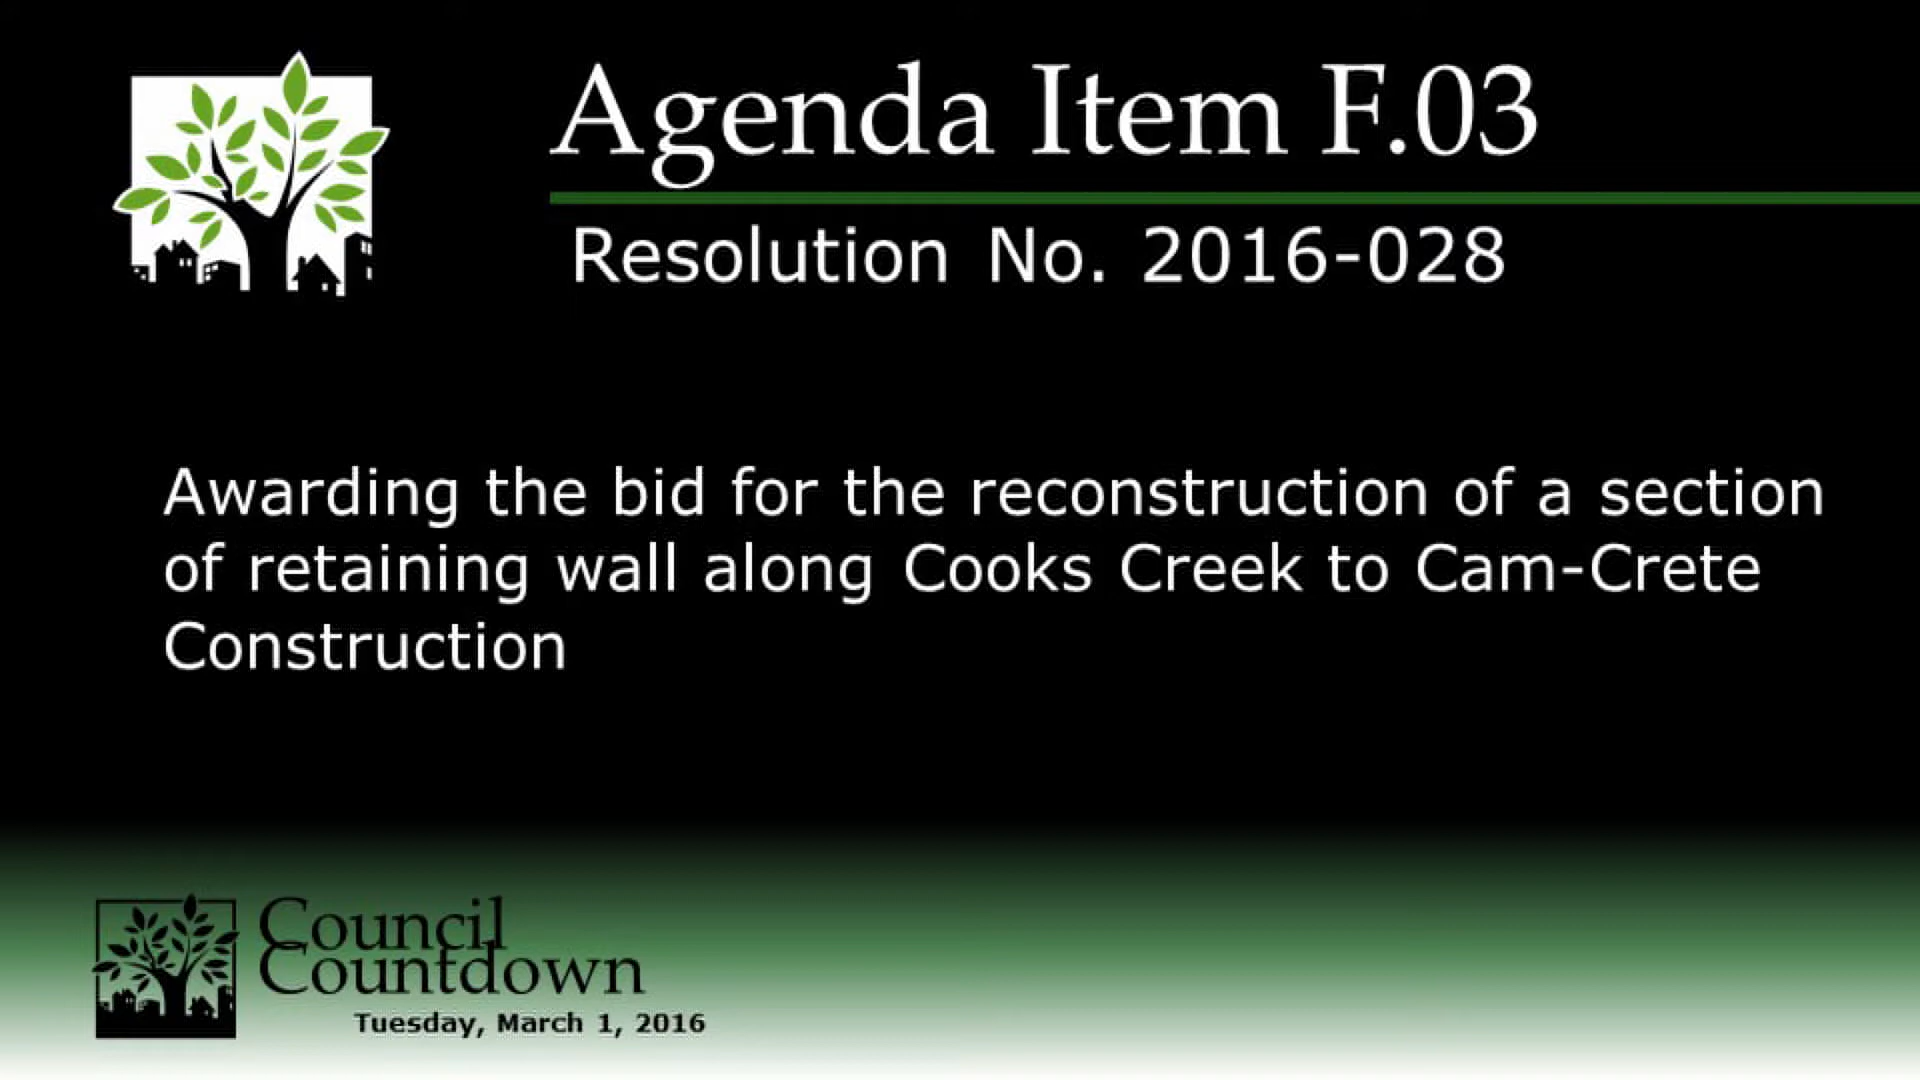 Agenda Item F.03
Resolution No. 2016-028
Awarding the bid for the reconstruction of a section
of retaining wall along Cooks Creek to Cam-Crete
Construction
Council
Countdown
Tuesday, March 1, 2016